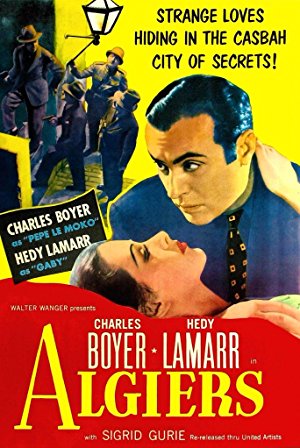 STRANGE LOVES
HIDING IN THE CASBAH
CITY OF SECRETS!
CHARLES BOYER
as "PEPE LE MOKO"
HEDY LAMARR
as "GABY"
WALTER WANGER presents
CHARLES HEDY
BOYER ★ LAMARR
in
ALGIERS
with SIGRID GURIE Re-released thru United Artists